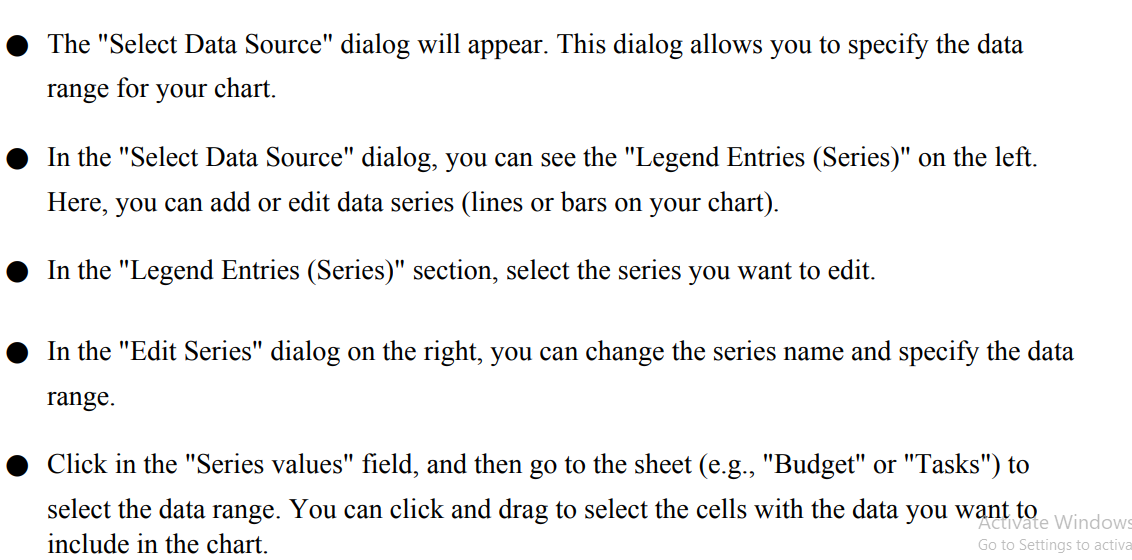 ● The "Select Data Source" dialog will appear. This dialog allows you to specify the data
range for your chart.
● In the "Select Data Source" dialog, you can see the "Legend Entries (Series)" on the left.
Here, you can add or edit data series (lines or bars on your chart).
● In the "Legend Entries (Series)" section, select the series you want to edit.
● In the "Edit Series" dialog on the right, you can change the series name and specify the data
range.
● Click in the "Series values" field, and then go to the sheet (e.g., "Budget" or "Tasks") to
select the data range. You can click and drag to select the cells with the data you want to
include in the chart.
Activate Windows
Go to Settings to activa